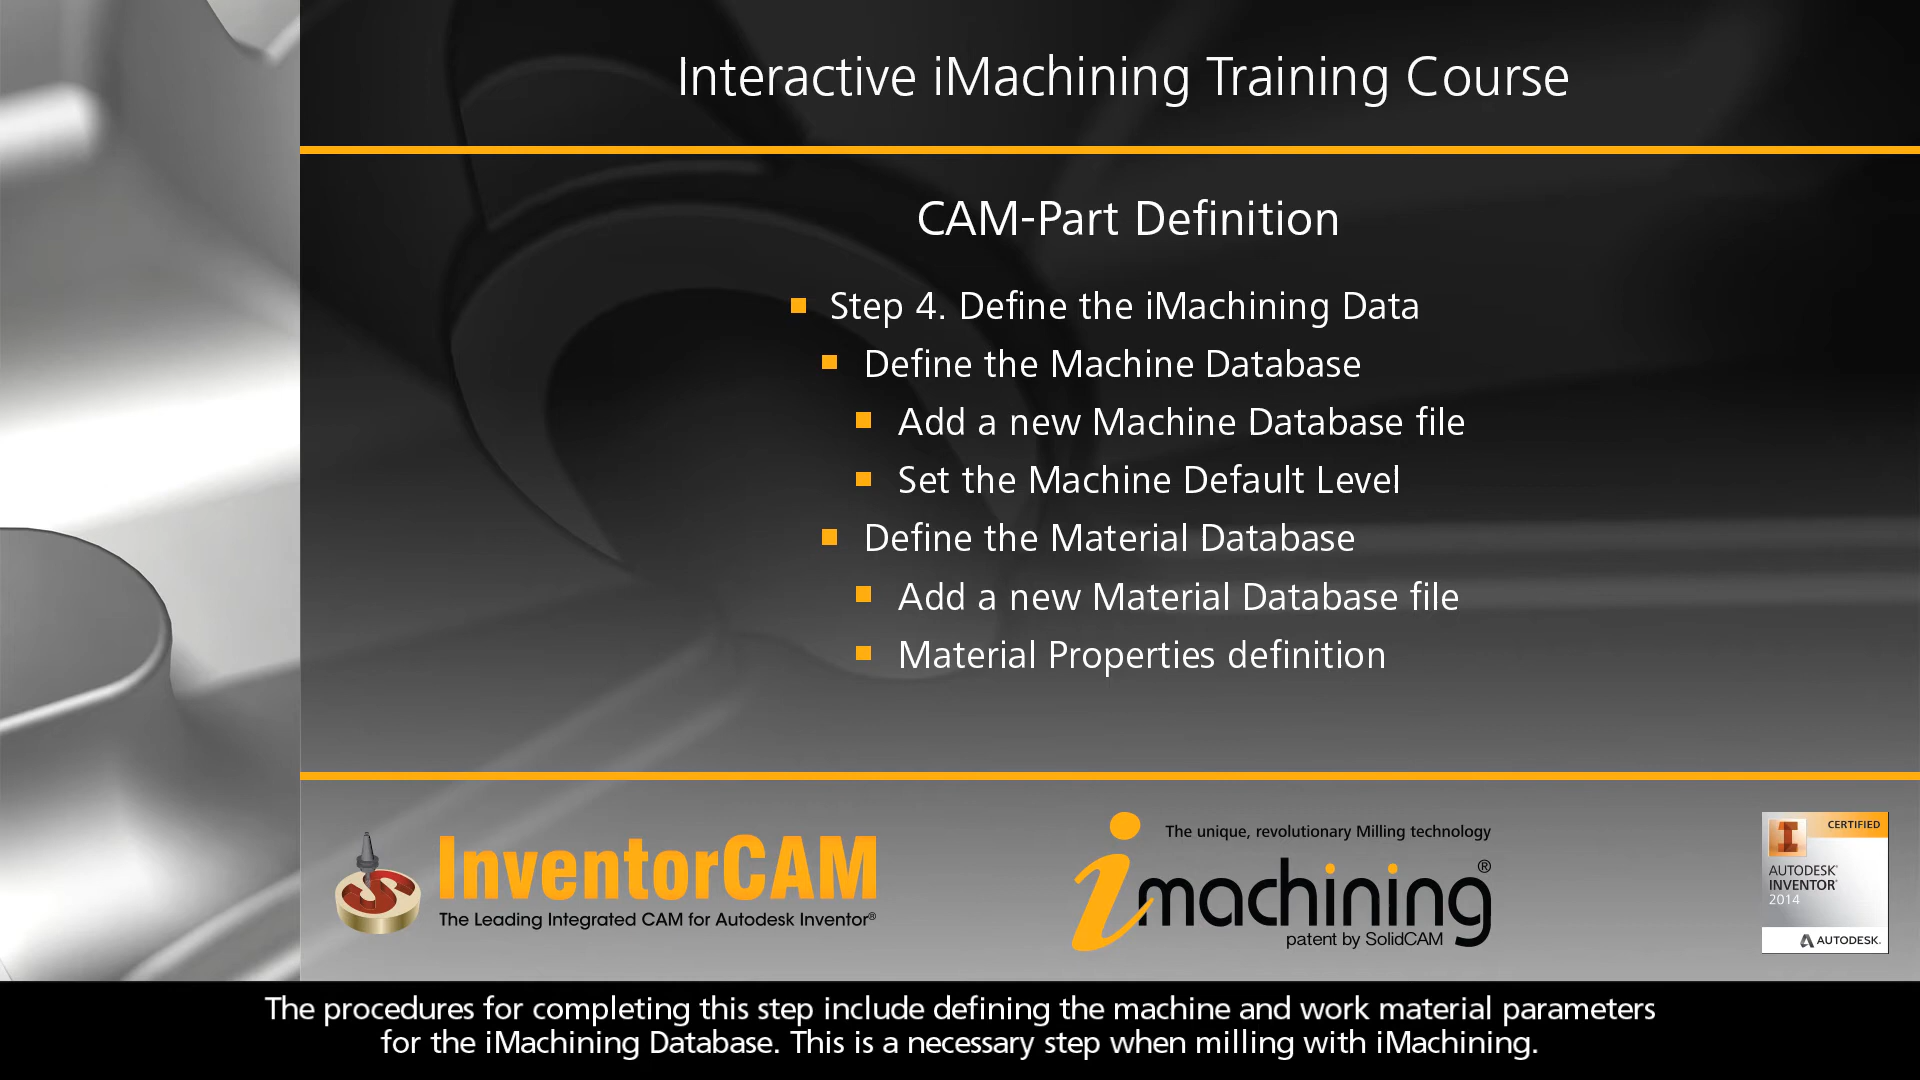 Interactive iMachining Training Course
CAM-Part Definition
Step 4. Define the iMachining Data
Define the Machine Database
Add a new Machine Database file
Set the Machine Default Level
Define the Material Database
Add a new Material Database file
Material Properties definition
InventorCAM
The Leading Integrated CAM for Autodesk Inventor®
The unique, revolutionary Milling technology
imachining®
patent by SolidCAM
CERTIFIED
AUTODESK®
INVENTOR®
2014
AUTODESK.
The procedures for completing this step include defining the machine and work material parameters
for the iMachining Database. This is a necessary step when milling with iMachining.